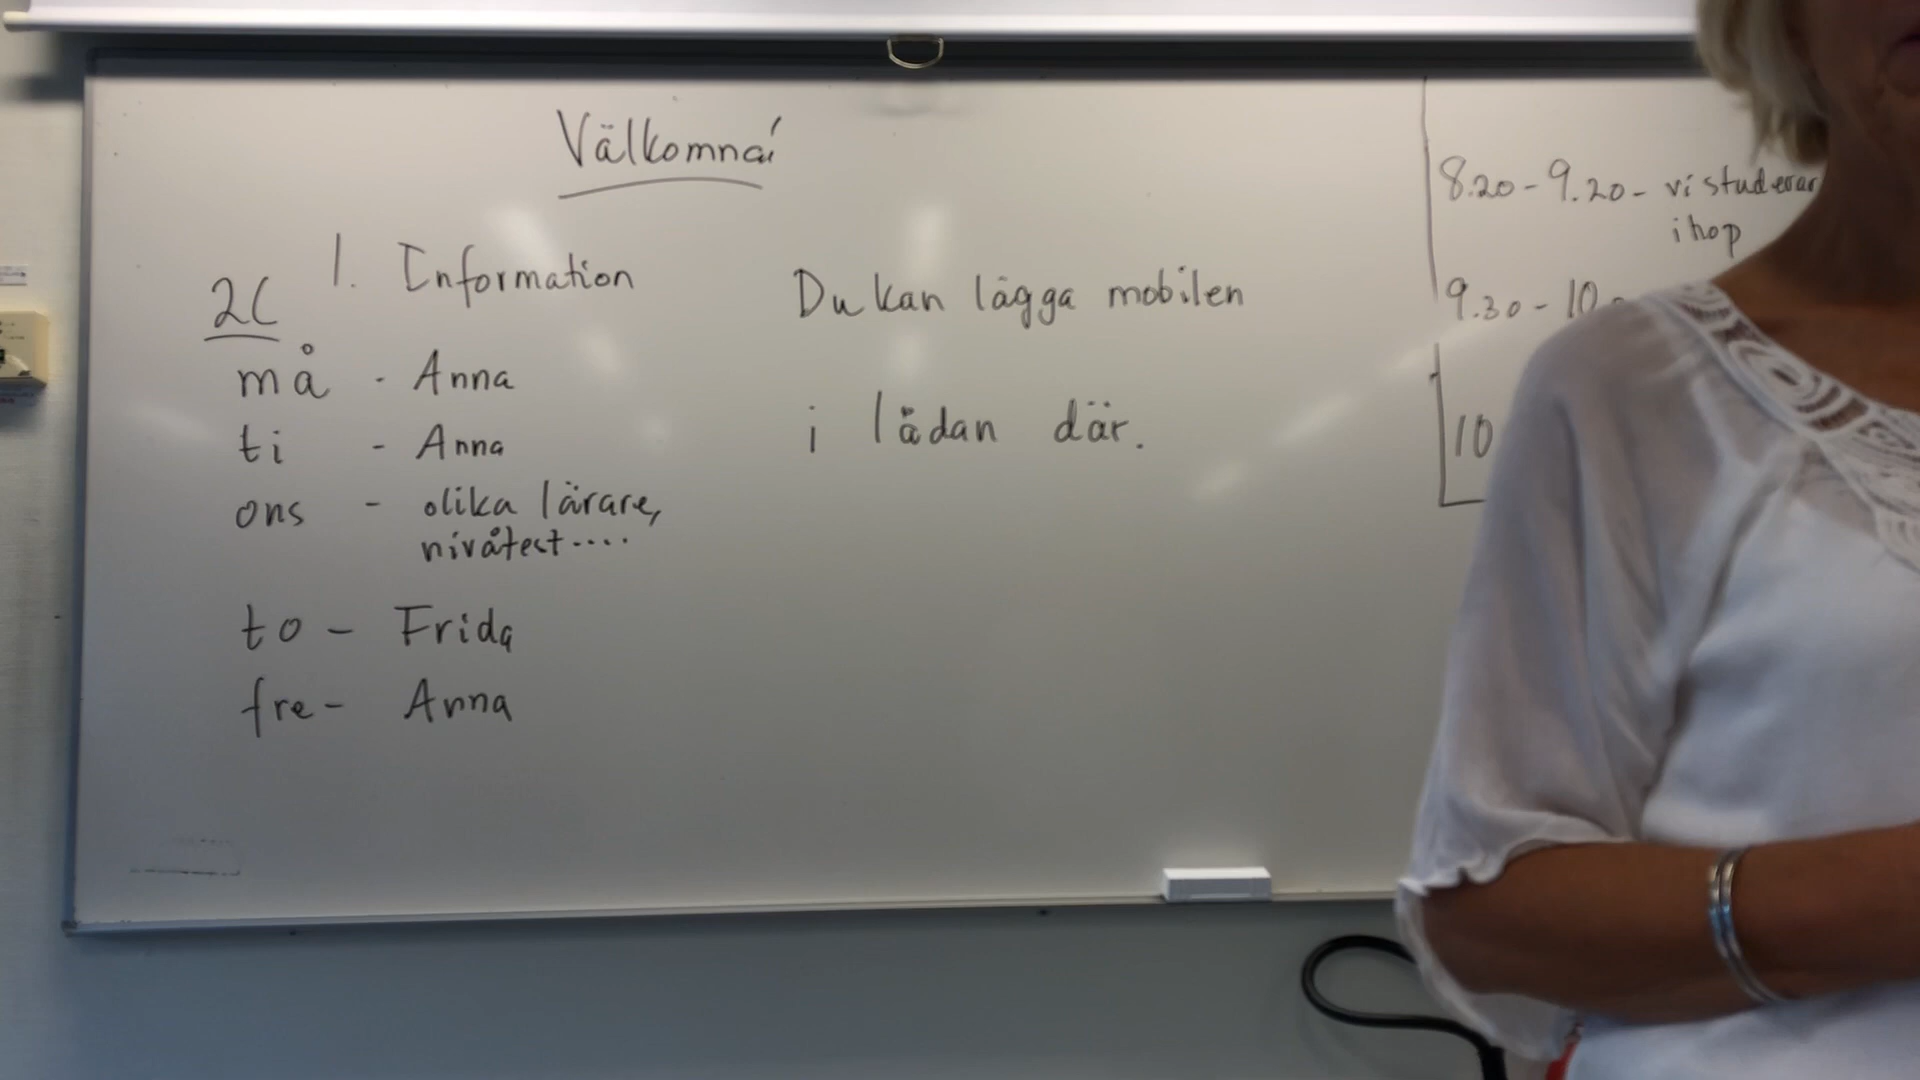 Välkomna!
1. Information
2C
må - Anna
ti - Anna
ons - olika lärare,
nivåtest....
to - Frida
fre - Anna
Du kan lägga mobilen
i lådan där.
8.20 - 9.20 - vi studerar
ihop
9.30 - 10
10